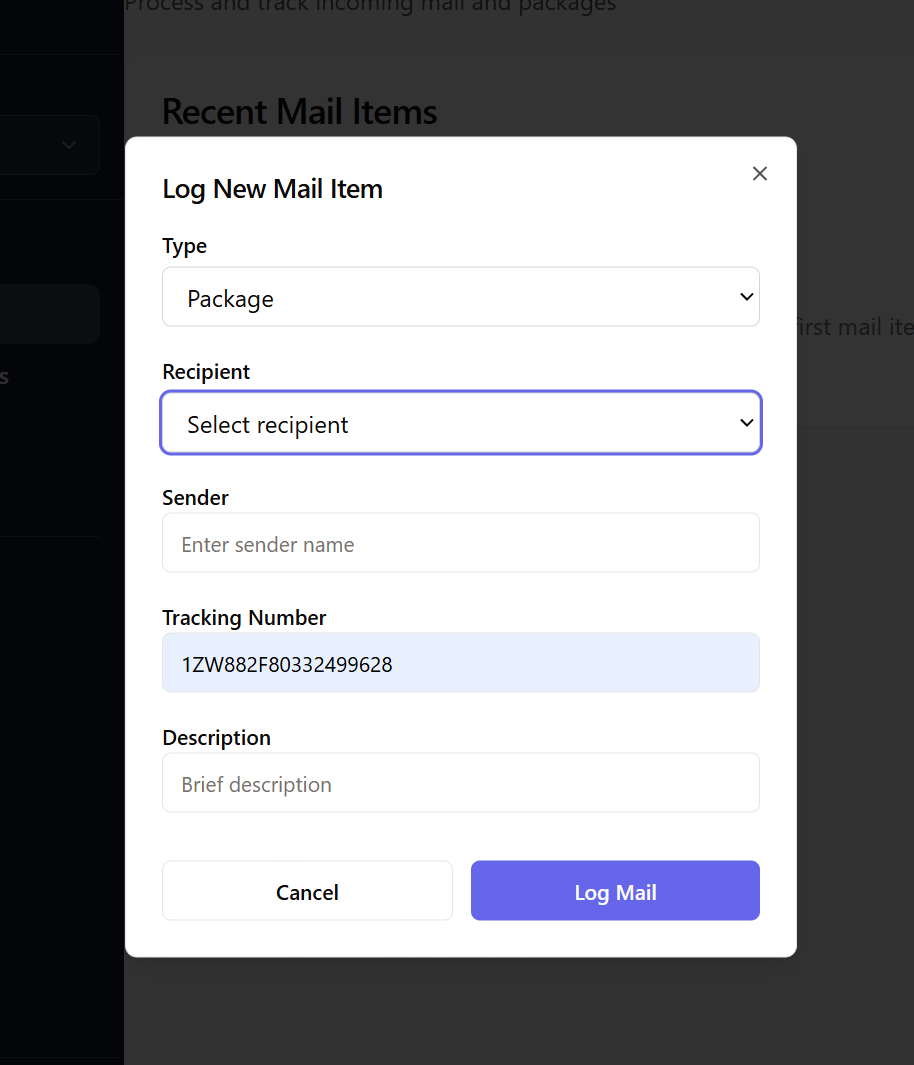 Process and track incoming mail and packages
Recent Mail Items
Log New Mail Item
Type
Package
first mail ite
Recipient
s
Select recipient
Sender
Enter sender name
Tracking Number
1ZW882F80332499628
Description
Brief description
Cancel
Log Mail